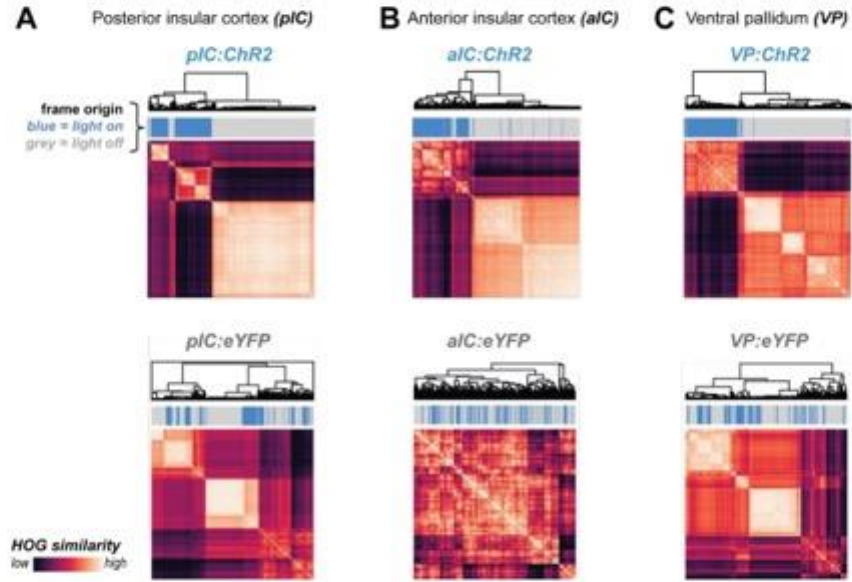 A Posterior insular cortex (pIC)
B Anterior insular cortex (aIC)
C Ventral pallidum (VP)
pIC:ChR2
aIC:ChR2
VP:ChR2
frame origin
blue = light on
grey = light off
pIC:eYFP
aIC:eYFP
VP:eYFP
HOG similarity
low high